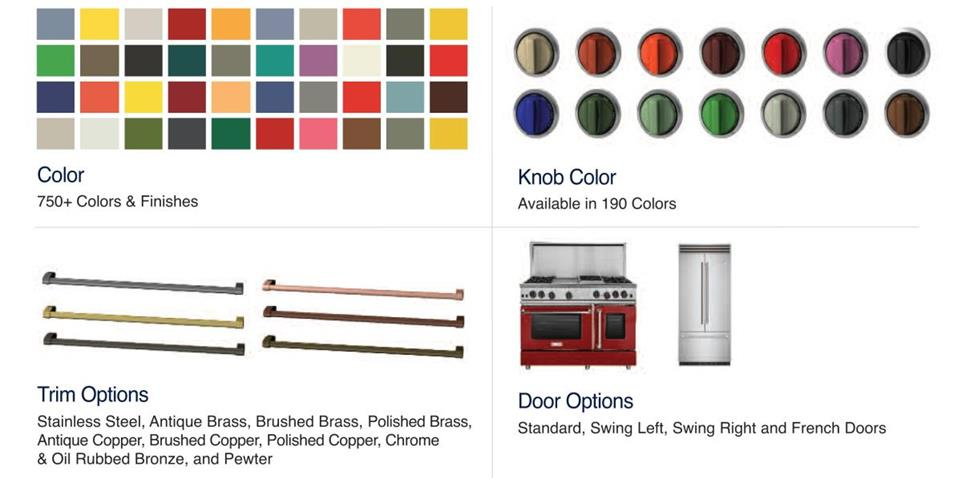 Color
750+ Colors & Finishes
Knob Color
Available in 190 Colors
Trim Options
Stainless Steel, Antique Brass, Brushed Brass, Polished Brass,
Antique Copper, Brushed Copper, Polished Copper, Chrome
& Oil Rubbed Bronze, and Pewter
Door Options
Standard, Swing Left, Swing Right and French Doors